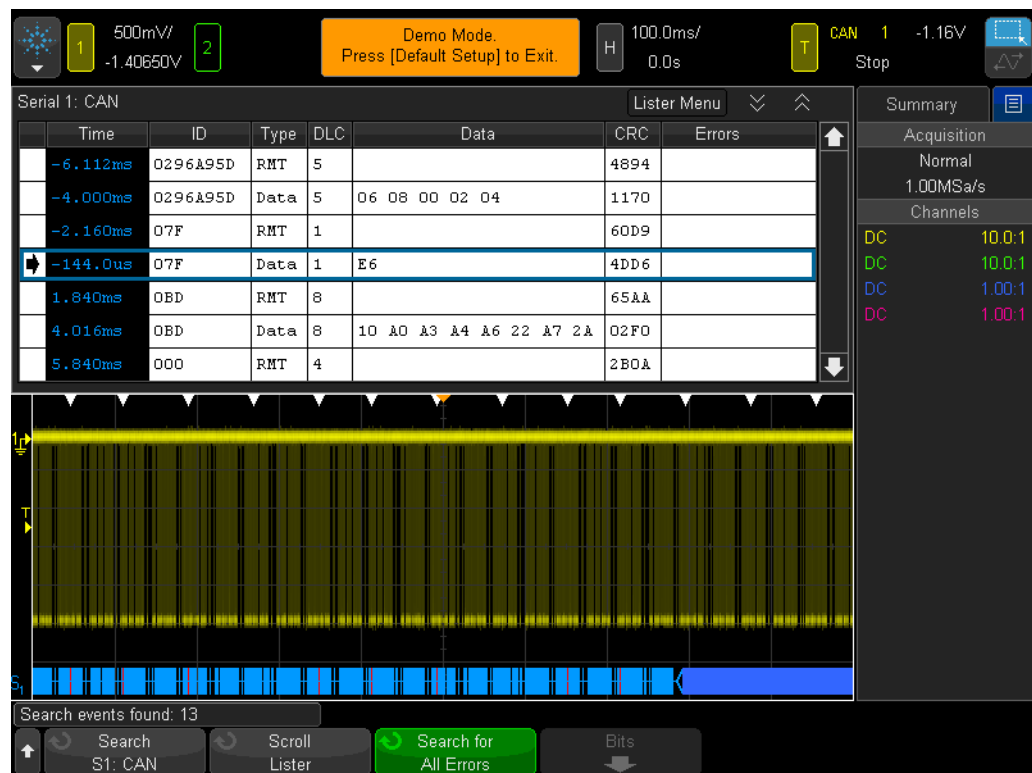 1 500mV/ -1.40650V 2 Demo Mode. Press [Default Setup] to Exit. H 100.0ms/ 0.0s T CAN 1 -1.16V Stop
Serial 1: CAN Lister Menu
Time ID Type DLC Data CRC Errors
-6.112ms 0296A95D RMT 5 4894
-4.000ms 0296A95D Data 5 06 08 00 02 04 1170
-2.160ms 07F RMT 1 60D9
-144.0us 07F Data 1 E6 4DD6
1.840ms 0BD RMT 8 65AA
4.016ms 0BD Data 8 10 A0 A3 A4 A6 22 A7 2A 02F0
5.840ms 000 RMT 4 2B0A
Summary
Acquisition
Normal
1.00MSa/s
Channels
DC 10.0:1
DC 10.0:1
DC 1.00:1
DC 1.00:1
1
T
S1
Search events found: 13
Search S1: CAN
Scroll Lister
Search for All Errors
Bits